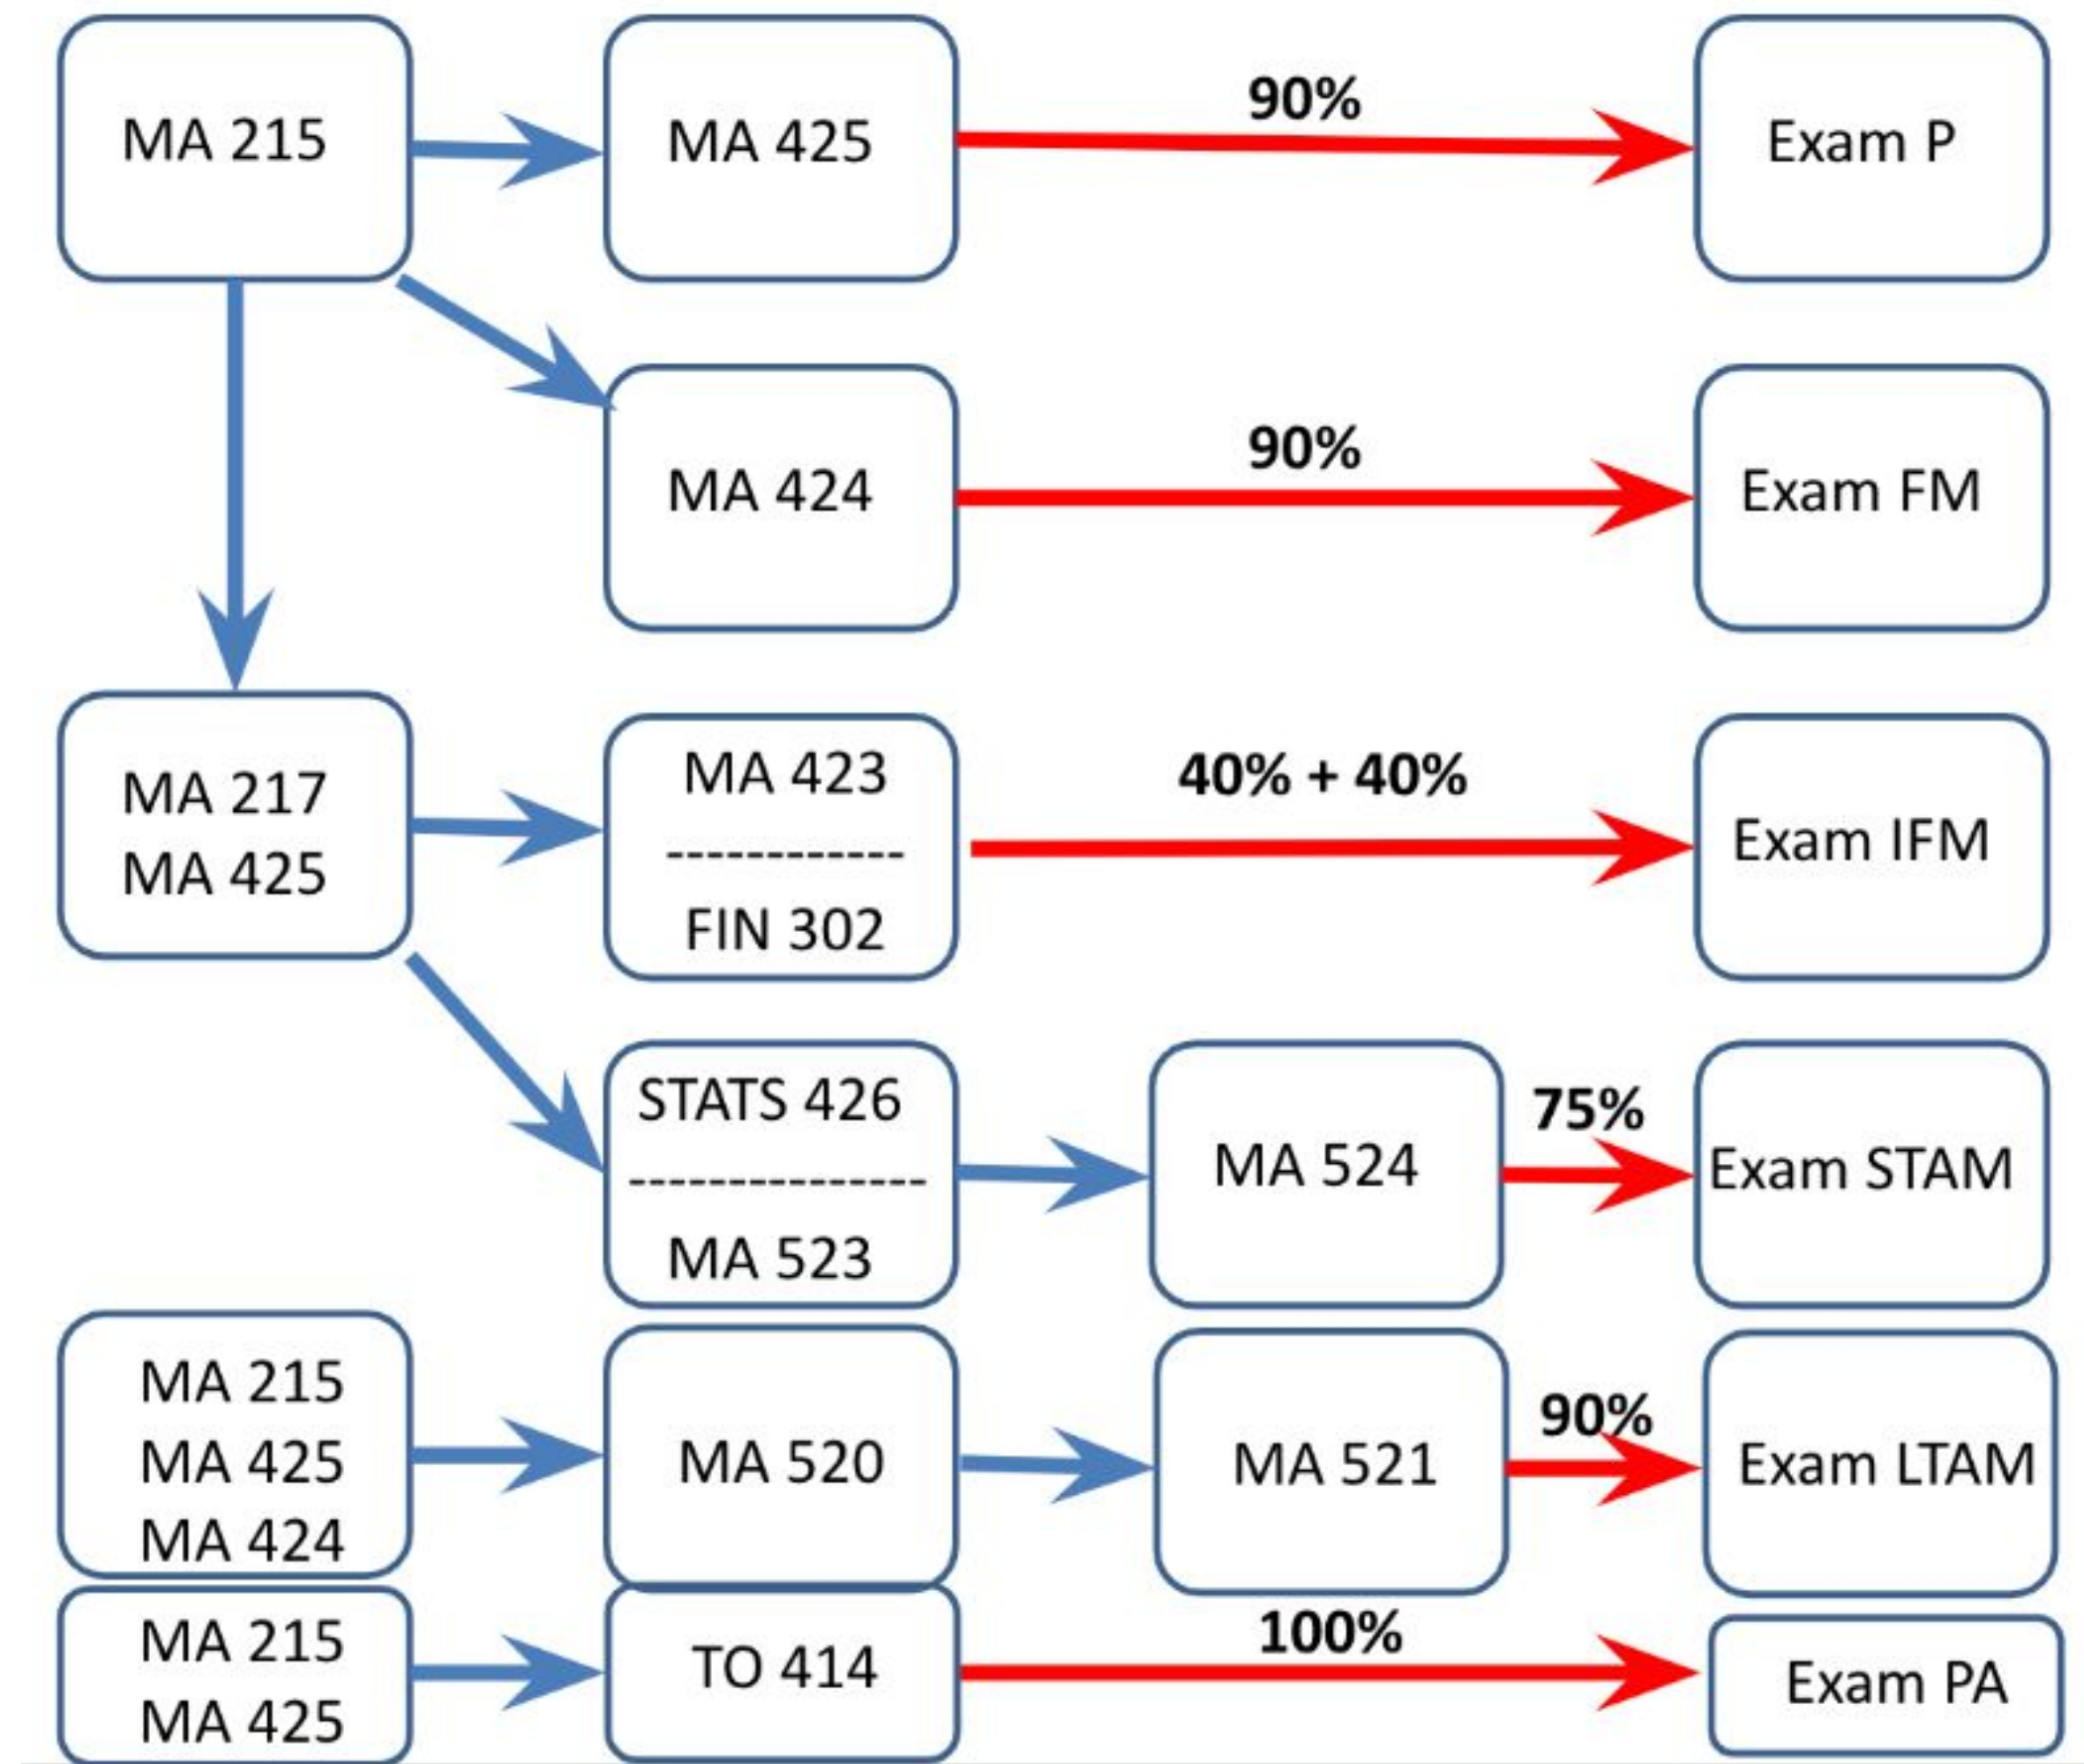 MA 215
MA 425
90%
Exam P
MA 424
90%
Exam FM
MA 217
MA 425
MA 423
------------
FIN 302
40% + 40%
Exam IFM
STATS 426
---------------
MA 523
MA 524
75%
Exam STAM
MA 215
MA 425
MA 424
MA 520
MA 521
90%
Exam LTAM
MA 215
MA 425
TO 414
100%
Exam PA